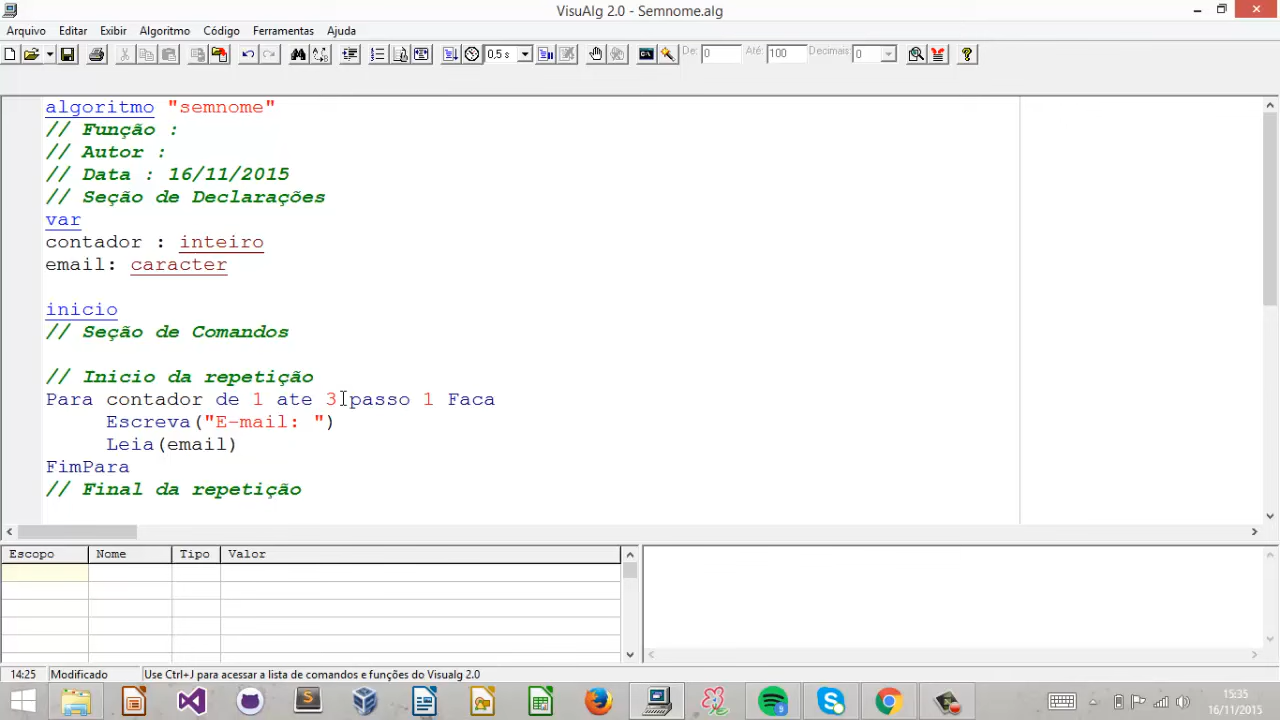 VisuAlg 2.0 - Semnome.alg
Arquivo Editar Exibir Algoritmo Código Ferramentas Ajuda
0,5 s De: 0 Até: 100 Decimais: 0
algoritmo "semnome"
// Função :
// Autor :
// Data : 16/11/2015
// Seção de Declarações
var
contador : inteiro
email: caracter
inicio
// Seção de Comandos
// Inicio da repetição
Para contador de 1 ate 3 passo 1 Faca
Escreva("E-mail: ")
Leia(email)
FimPara
// Final da repetição
Escopo Nome Tipo Valor
14:25 Modificado Use Ctrl+J para acessar a lista de comandos e funções do Visualg 2.0
15:35
16/11/2015